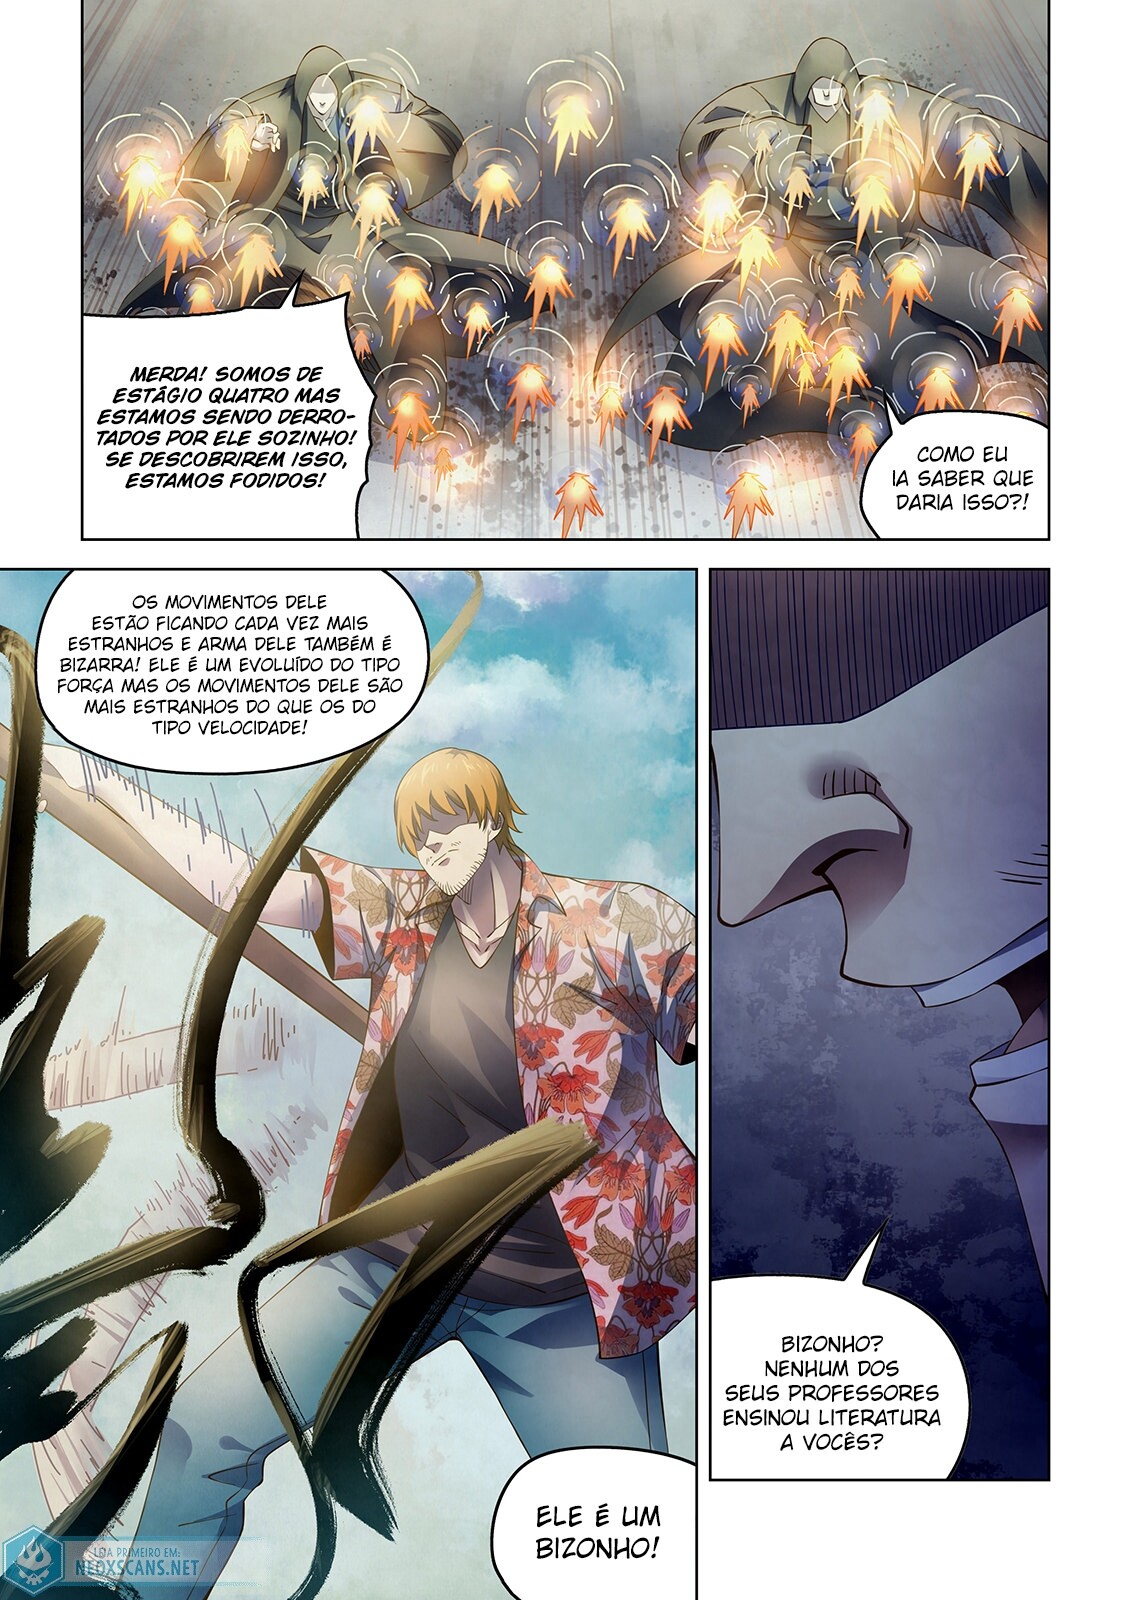 MERDA! SOMOS DE
ESTÁGIO QUATRO MAS
ESTAMOS SENDO DERRO-
TADOS POR ELE SOZINHO!
SE DESCOBRIREM ISSO,
ESTAMOS FODIDOS!
COMO EU
IA SABER QUE
DARIA ISSO?!
OS MOVIMENTOS DELE
ESTÃO FICANDO CADA VEZ MAIS
ESTRANHOS E ARMA DELE TAMBÉM É
BIZARRA! ELE É UM EVOLUÍDO DO TIPO
FORÇA MAS OS MOVIMENTOS DELE SÃO
MAIS ESTRANHOS DO QUE OS DO
TIPO VELOCIDADE!
ELE É UM
BIZONHO!
BIZONHO?
NENHUM DOS
SEUS PROFESSORES
ENSINOU LITERATURA
A VOCÊS?
LEIA PRIMEIRO EM:
NEOXSCANS.NET